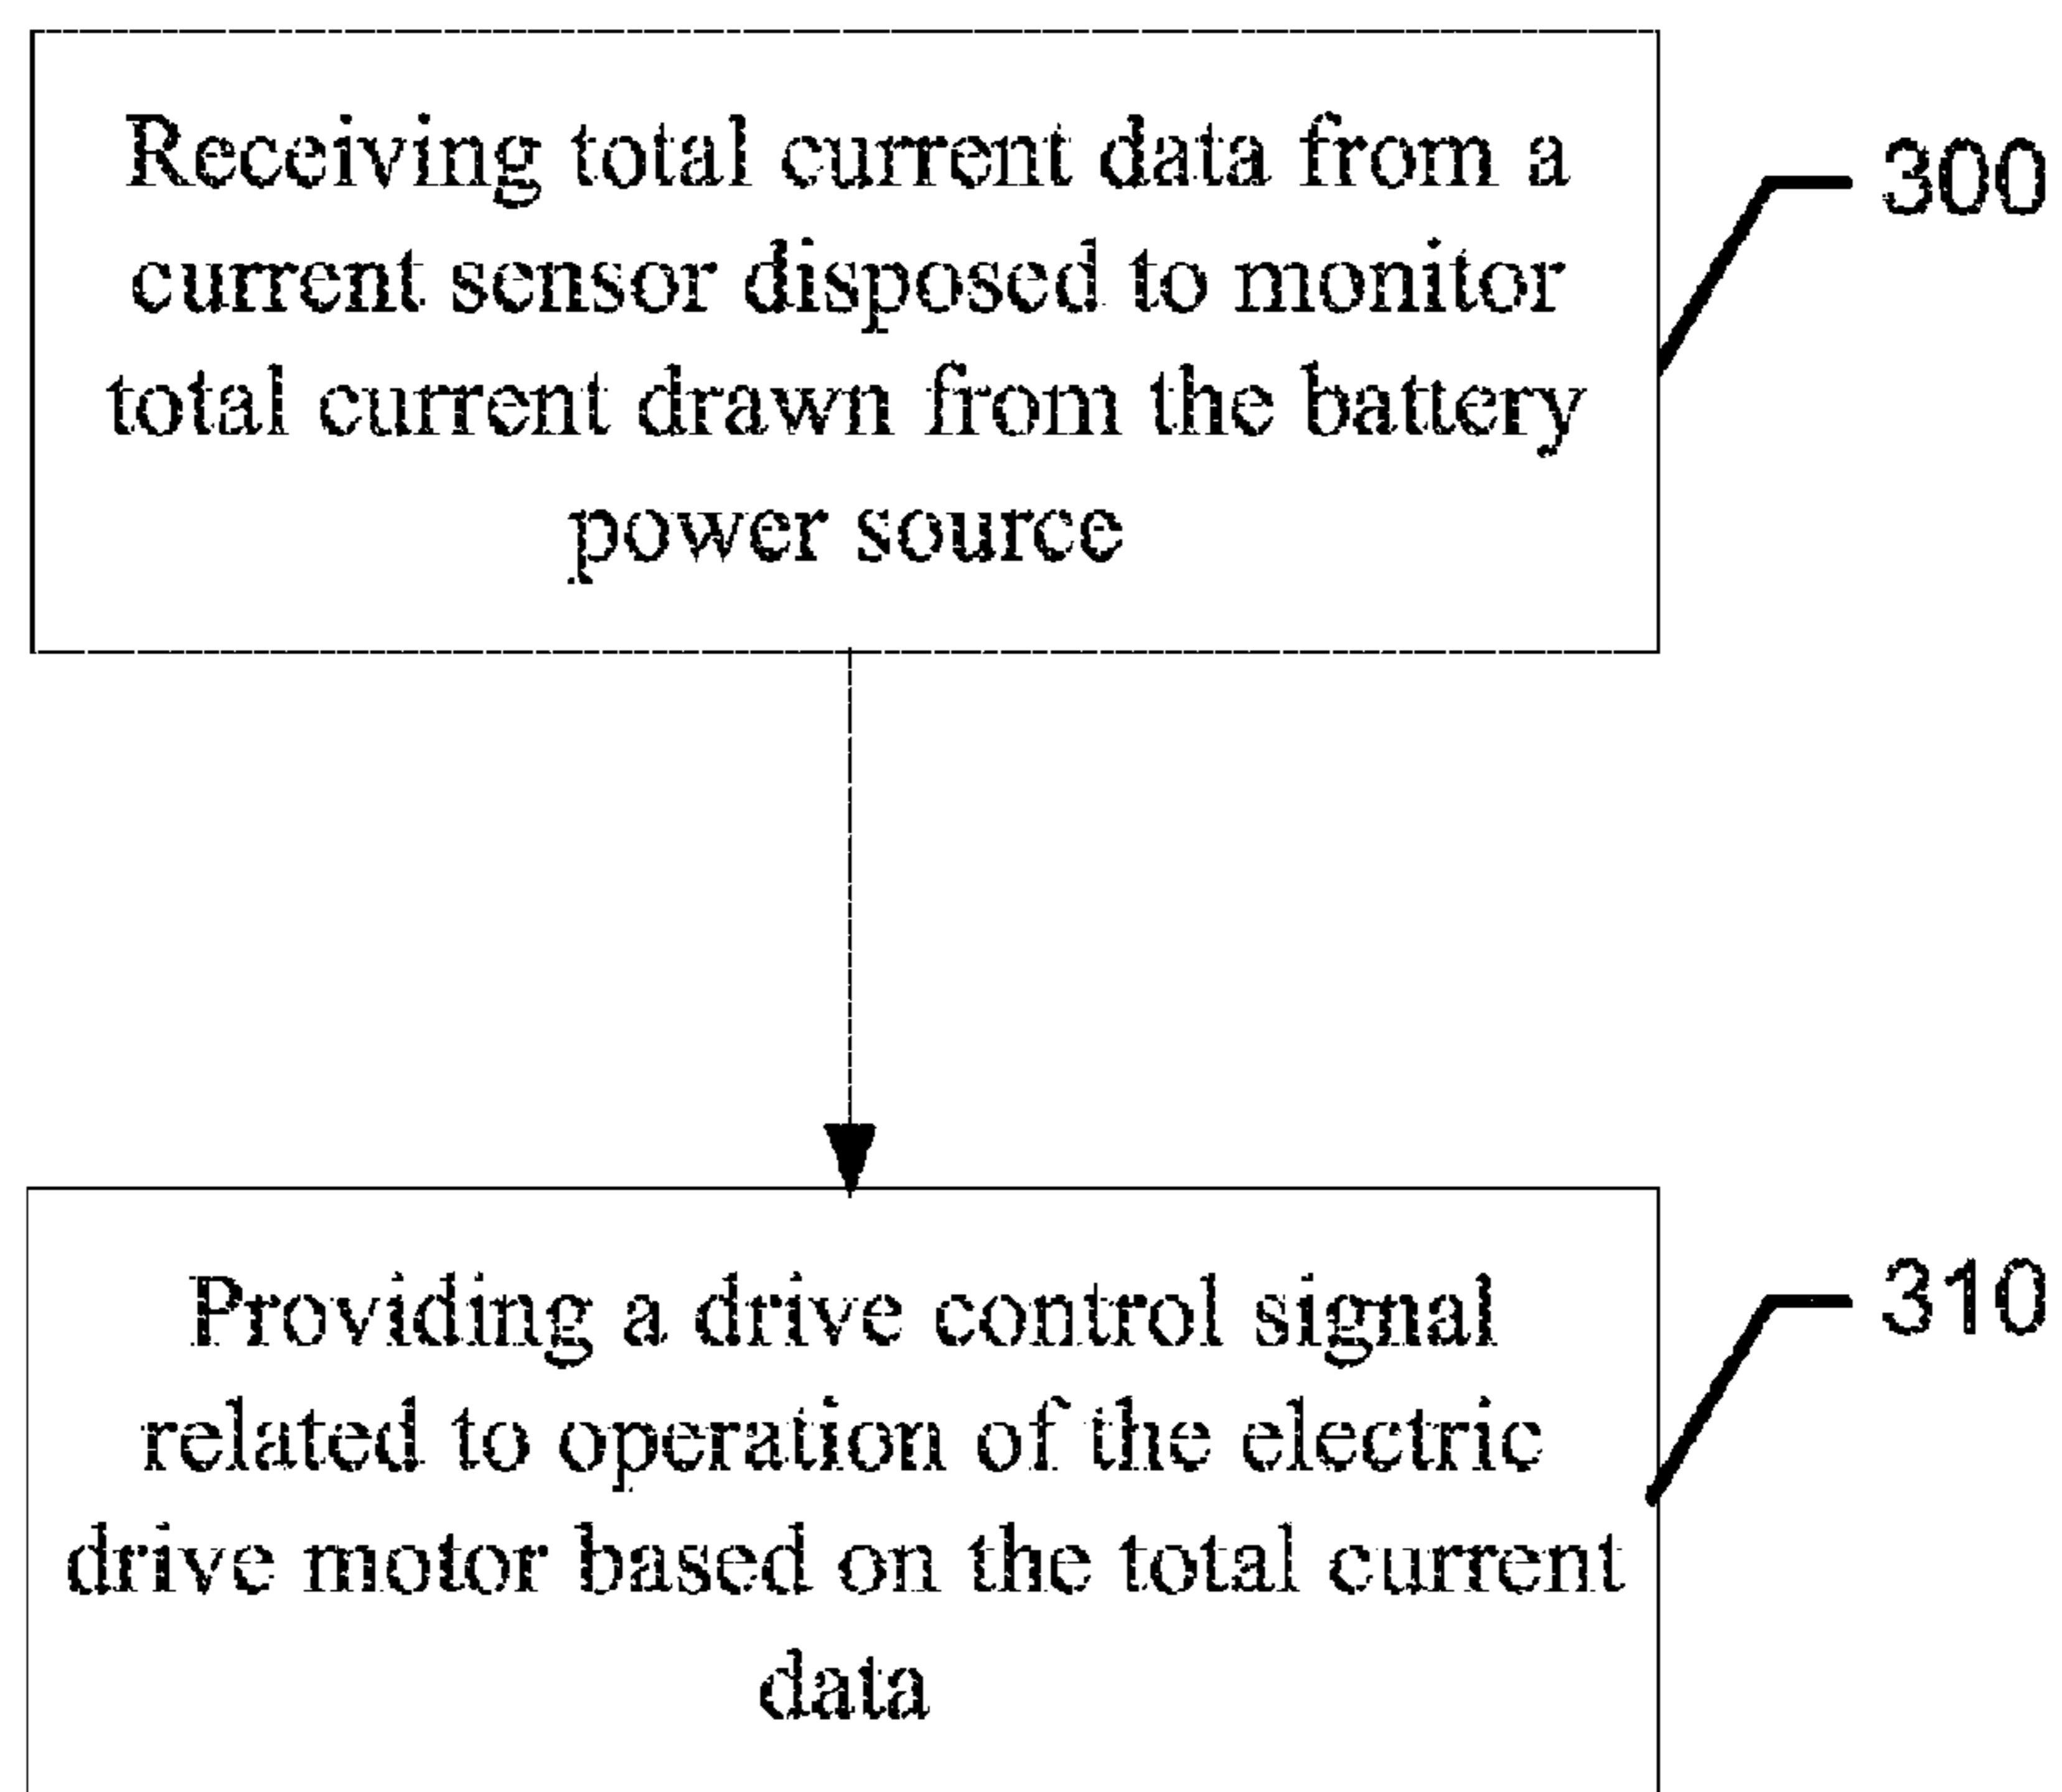 Receiving total current data from a
current sensor disposed to monitor
total current drawn from the battery
power source
300
Providing a drive control signal
related to operation of the electric
drive motor based on the total current
data
310